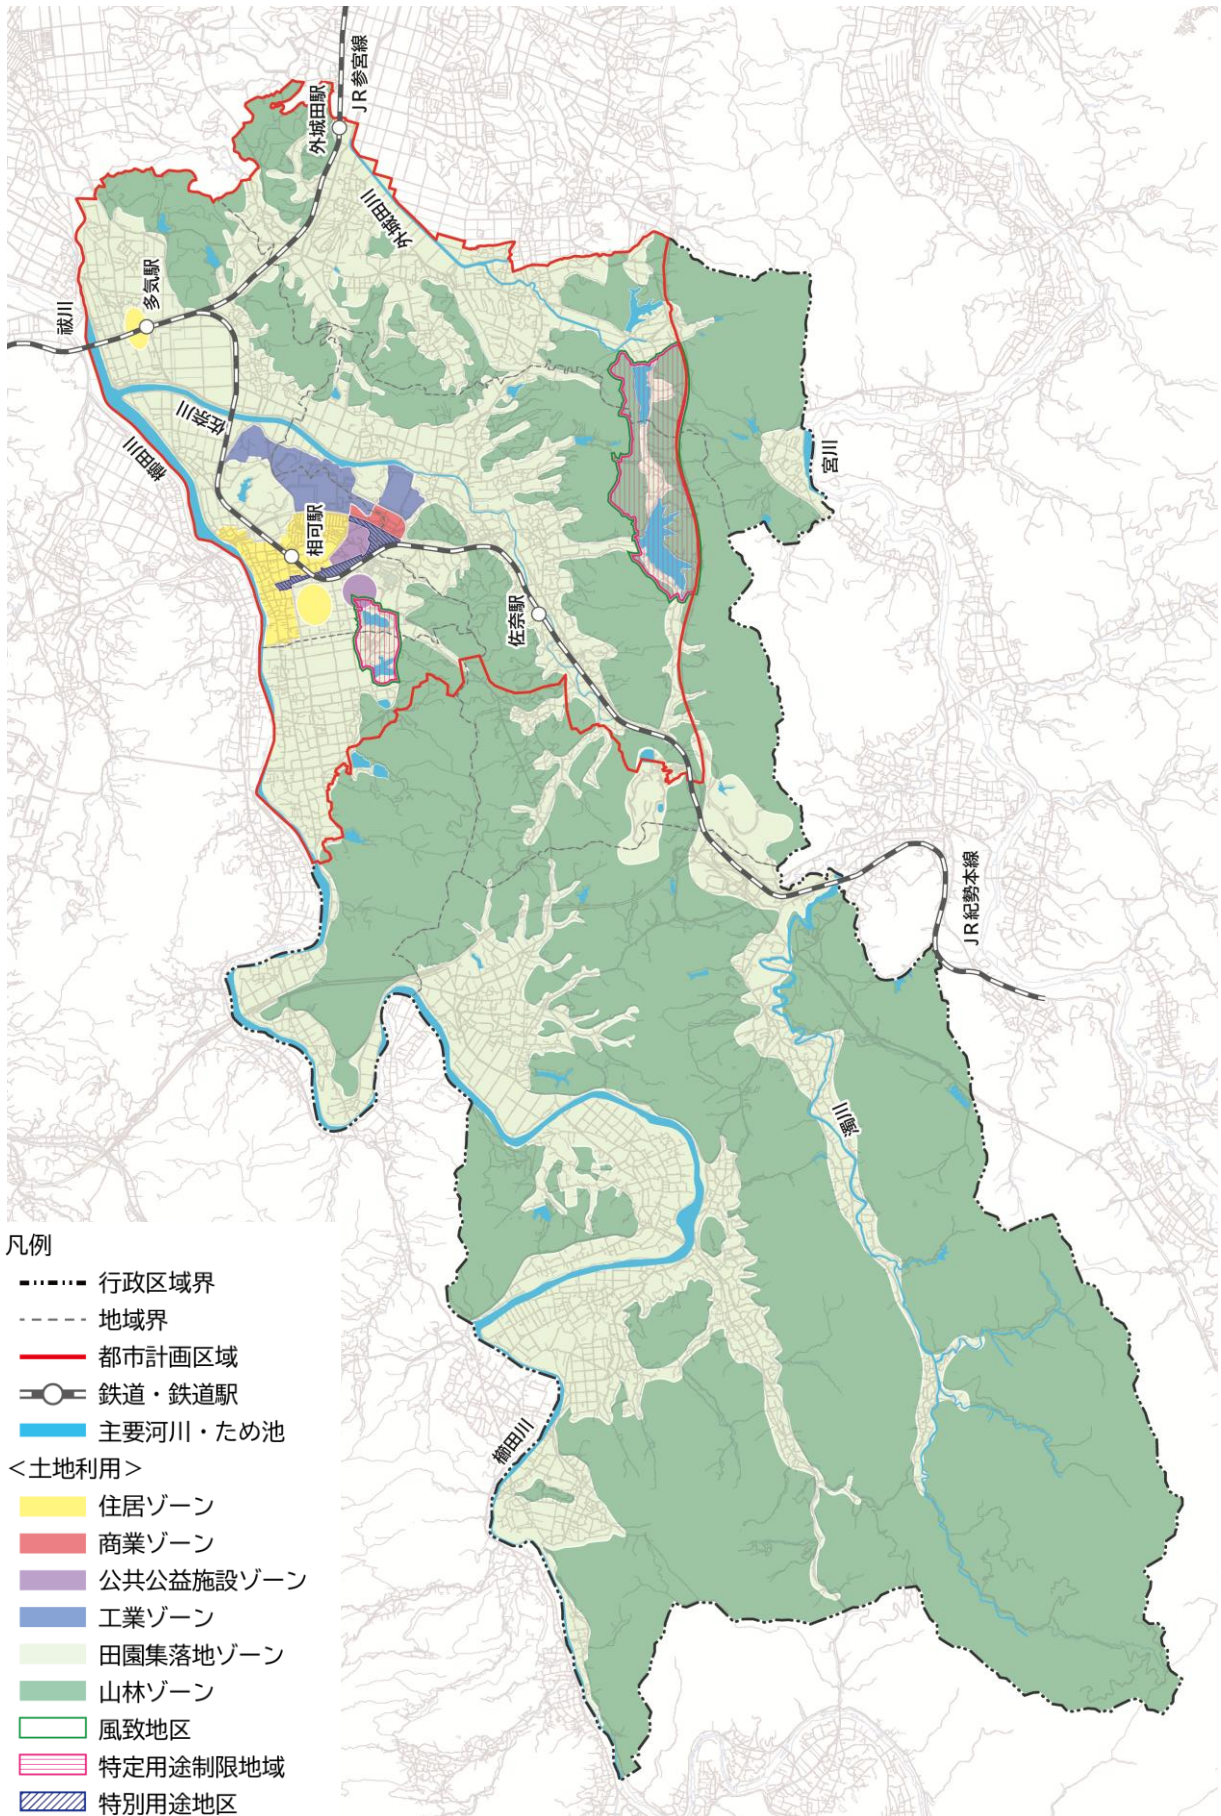 JR参宮線
外城田駅
外城田川
多気駅
祓川
佐奈川
櫛田川
相可駅
宮川
佐奈駅
JR紀勢本線
濁川
櫛田川
凡例
行政区域界
地域界
都市計画区域
鉄道・鉄道駅
主要河川・ため池
＜土地利用＞
住居ゾーン
商業ゾーン
公共公益施設ゾーン
工業ゾーン
田園集落地ゾーン
山林ゾーン
風致地区
特定用途制限地域
特別用途地区